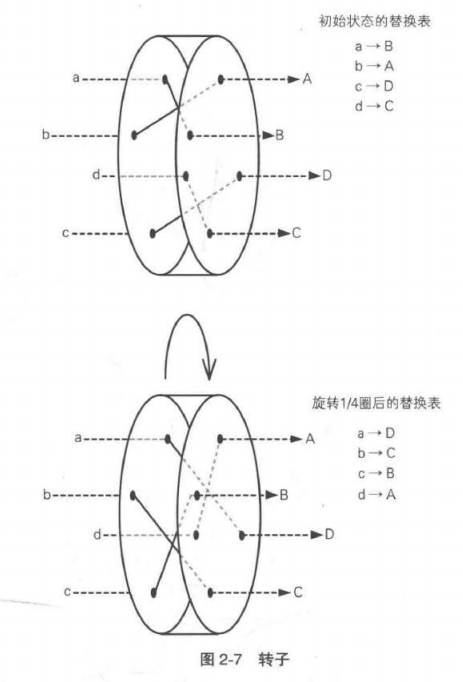 初始状态的替换表
a → B
b → A
c → D
d → C
a
A
b
B
d
D
c
C
旋转1/4圈后的替换表
a → D
b → C
c → B
d → A
a
A
b
B
d
D
c
C
图 2-7 转子